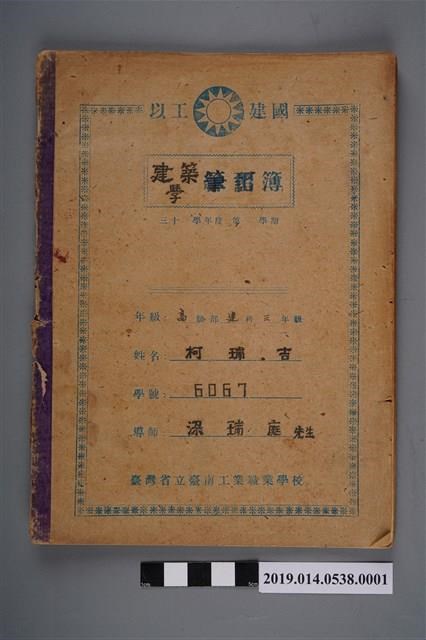 以工建國
建築學筆記簿
三十 學年度第 學期
年級 高級部建科三年級
姓名 柯瑞吉
學號 6067
導師 梁瑞庭 先生
臺灣省立臺南工業職業學校
5cm
2019.014.0538.0001